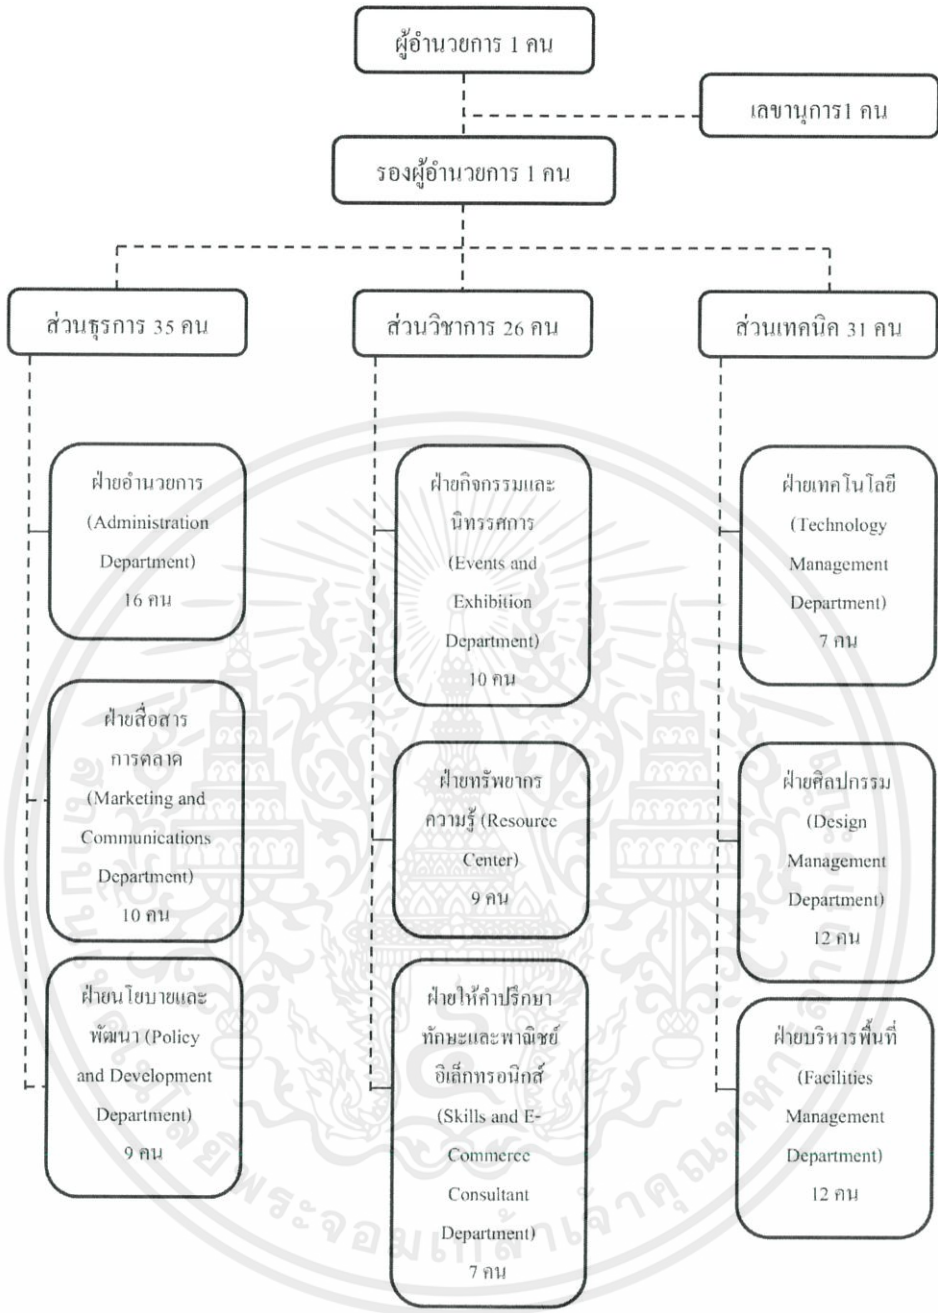 ผู้อำนวยการ 1 คน
เลขานุการ1 คน
รองผู้อำนวยการ 1 คน
ส่วนธุรการ 35 คน
ฝ่ายอำนวยการ
(Administration
Department)
16 คน
ฝ่ายสื่อสาร
การตลาด
(Marketing and
Communications
Department)
10 คน
ฝ่ายนโยบายและ
พัฒนา (Policy
and Development
Department)
9 คน
ส่วนวิชาการ 26 คน
ฝ่ายกิจกรรมและ
นิทรรศการ
(Events and
Exhibition
Department)
10 คน
ฝ่ายทรัพยากร
ความรู้ (Resource
Center)
9 คน
ฝ่ายให้คำปรึกษา
ทักษะและพาณิชย์
อิเล็กทรอนิกส์
(Skills and E-
Commerce
Consultant
Department)
7 คน
ส่วนเทคนิค 31 คน
ฝ่ายเทคโนโลยี
(Technology
Management
Department)
7 คน
ฝ่ายศิลปกรรม
(Design
Management
Department)
12 คน
ฝ่ายบริหารพื้นที่
(Facilities
Management
Department)
12 คน